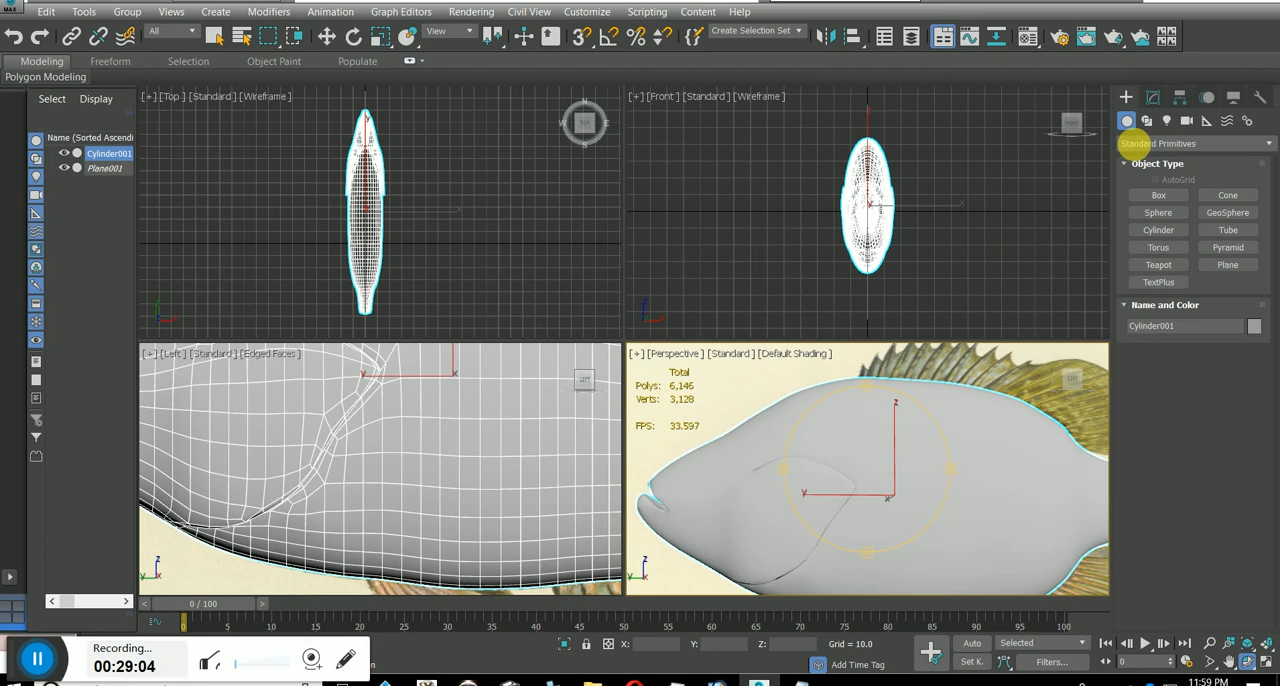 MAX
Edit Tools Group Views Create Modifiers Animation Graph Editors Rendering Civil View Customize Scripting Content Help
All View Create Selection Set
Modeling Freeform Selection Object Paint Populate
Polygon Modeling
Select Display
Name (Sorted Ascendi
Cylinder001
Plane001
[+] [Top ] [Standard ] [Wireframe ]
N
W E
S
[+] [Front ] [Standard ] [Wireframe ]
[+] [Left ] [Standard ] [Edged Faces ]
LEFT
[+] [Perspective ] [Standard ] [Default Shading ]
Total
Polys: 6,146
Verts: 3,128
FPS: 33.597
Standard Primitives
Object Type
AutoGrid
Box Cone
Sphere GeoSphere
Cylinder Tube
Torus Pyramid
Teapot Plane
TextPlus
Name and Color
Cylinder001
0 / 100
0 5 10 15 20 25 30 35 40 45 50 55 60 65 70 75 80 85 90 95 100
X: Y: Z: Grid = 10.0
Add Time Tag
Auto Selected
Set K. Filters...
0
Recording...
00:29:04
11:59 PM